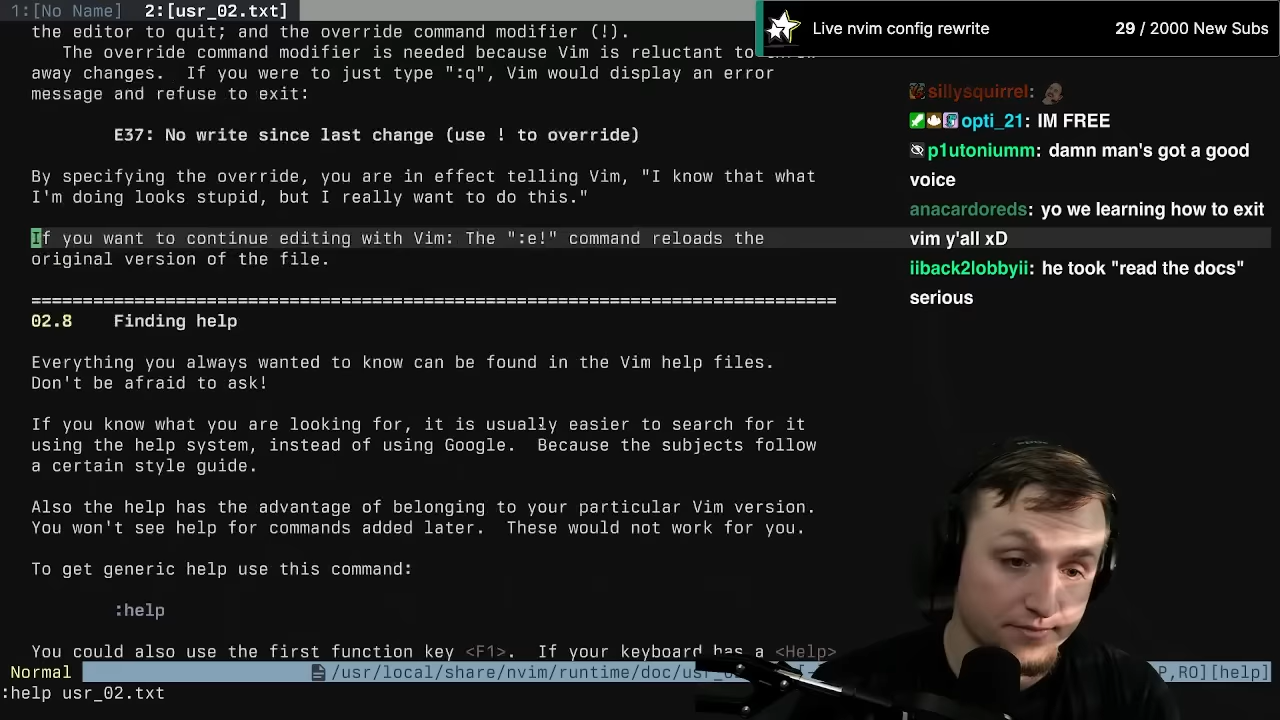 1:[No Name]  2:[usr_02.txt]
the editor to quit; and the override command modifier (!).
   The override command modifier is needed because Vim is reluctant to
away changes.  If you were to just type ":q", Vim would display an error
message and refuse to exit:
E37: No write since last change (use ! to override)
By specifying the override, you are in effect telling Vim, "I know that what
I'm doing looks stupid, but I really want to do this."
If you want to continue editing with Vim: The ":e!" command reloads the
original version of the file.
==============================================================================
02.8    Finding help
Everything you always wanted to know can be found in the Vim help files.
Don't be afraid to ask!
If you know what you are looking for, it is usually easier to search for it
using the help system, instead of using Google.  Because the subjects follow
a certain style guide.
Also the help has the advantage of belonging to your particular Vim version.
You won't see help for commands added later.  These would not work for you.
To get generic help use this command:
:help
You could also use the first function key <F1>.  If your keyboard has a <Help>
Normal /usr/local/share/nvim/runtime/doc/us P,RO][help]
:help usr_02.txt
Live nvim config rewrite 29 / 2000 New Subs
sillysquirrel:
opti_21: IM FREE
p1utoniumm: damn man's got a good
voice
anacardoreds: yo we learning how to exit
vim y'all xD
iiback2lobbyii: he took "read the docs"
serious